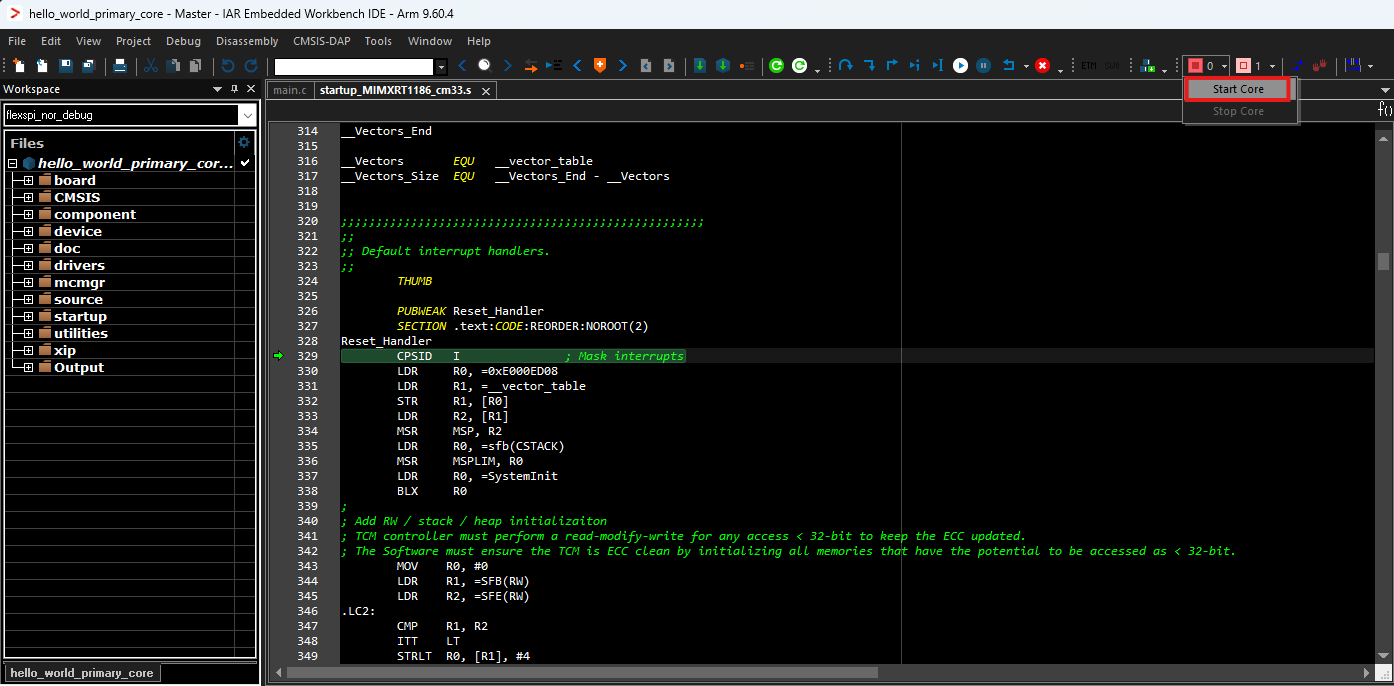 hello_world_primary_core - Master - IAR Embedded Workbench IDE - Arm 9.60.4
File Edit View Project Debug Disassembly CMSIS-DAP Tools Window Help
ETM SWO 0 1
Workspace
main.c startup_MIMXRT1186_cm33.s
Start Core
Stop Core
flexspi_nor_debug
f()
Files
hello_world_primary_cor...
board
CMSIS
component
device
doc
drivers
mcmgr
source
startup
utilities
xip
Output
314 __Vectors_End
315
316 __Vectors EQU __vector_table
317 __Vectors_Size EQU __Vectors_End - __Vectors
318
319
320 ;;;;;;;;;;;;;;;;;;;;;;;;;;;;;;;;;;;;;;;;;;;;;;;;;;;;
321 ;;
322 ;; Default interrupt handlers.
323 ;;
324 THUMB
325
326 PUBWEAK Reset_Handler
327 SECTION .text:CODE:REORDER:NOROOT(2)
328 Reset_Handler
329 CPSID I ; Mask interrupts
330 LDR R0, =0xE000ED08
331 LDR R1, =__vector_table
332 STR R1, [R0]
333 LDR R2, [R1]
334 MSR MSP, R2
335 LDR R0, =sfb(CSTACK)
336 MSR MSPLIM, R0
337 LDR R0, =SystemInit
338 BLX R0
339 ;
340 ; Add RW / stack / heap initializaiton
341 ; TCM controller must perform a read-modify-write for any access < 32-bit to keep the ECC updated.
342 ; The Software must ensure the TCM is ECC clean by initializing all memories that have the potential to be accessed as < 32-bit.
343 MOV R0, #0
344 LDR R1, =SFB(RW)
345 LDR R2, =SFE(RW)
346 .LC2:
347 CMP R1, R2
348 ITT LT
349 STRLT R0, [R1], #4
hello_world_primary_core